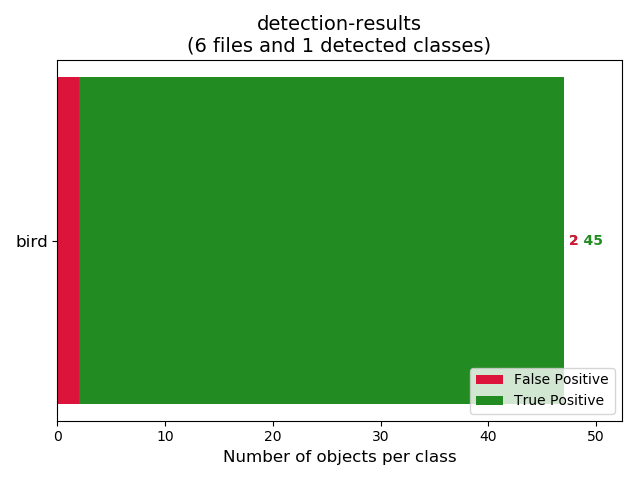 detection-results
(6 files and 1 detected classes)
bird
2 45
False Positive
True Positive
0 10 20 30 40 50
Number of objects per class